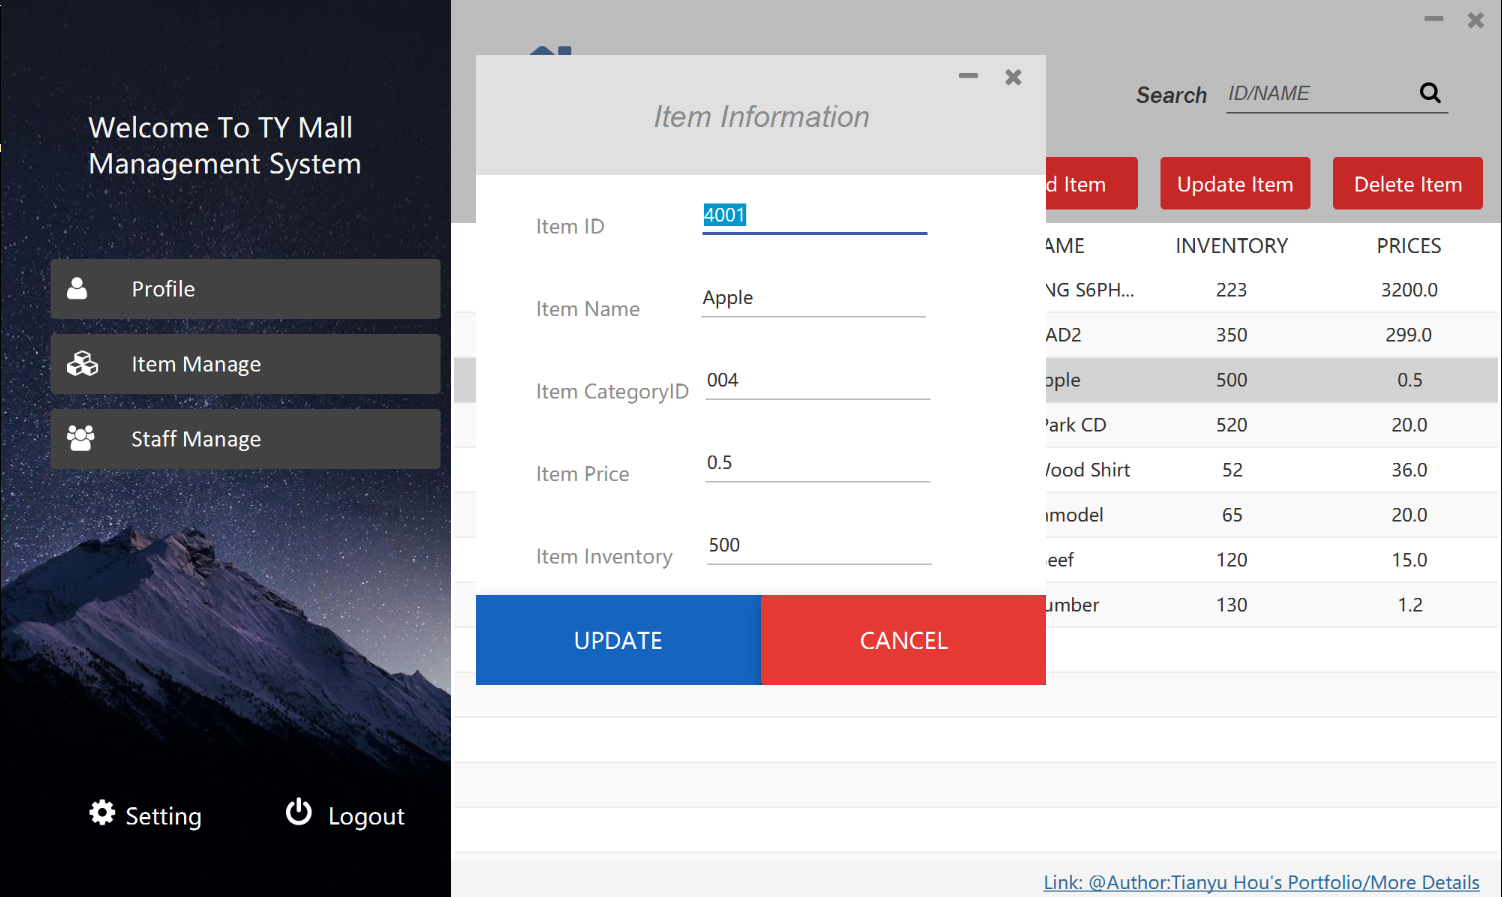 Welcome To TY Mall
Management System
Profile
Item Manage
Staff Manage
Setting
Logout
Item Information
Item ID
4001
Item Name
Apple
Item CategoryID
004
Item Price
0.5
Item Inventory
500
UPDATE
CANCEL
Search
ID/NAME
d Item
Update Item
Delete Item
AME
INVENTORY
PRICES
NG S6PH...
223
3200.0
AD2
350
299.0
pple
500
0.5
Park CD
520
20.0
Wood Shirt
52
36.0
nmodel
65
20.0
eef
120
15.0
umber
130
1.2
Link: @Author:Tianyu Hou's Portfolio/More Details